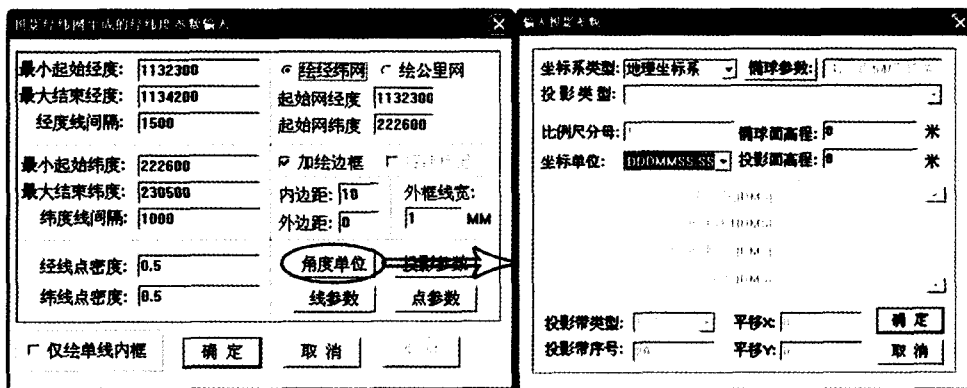 投影经纬网生成的经纬度参数输入
最小起始经度: 1132300
最大结束经度: 1134200
经度线间隔: 1500
最小起始纬度: 222600
最大结束纬度: 230500
纬度线间隔: 1000
经线点密度: 0.5
纬线点密度: 0.5
仅绘单线内框
确 定
取 消
绘经纬网
绘公里网
起始网经度 1132300
起始网纬度 222600
加绘边框
内边距: 10
外边距: 0
外框线宽:
1 MM
角度单位
投影参数
线参数
点参数
输入投影参数
坐标系类型: 地理坐标系
椭球参数:
投 影 类 型:
比例尺分母: 1
椭球面高程: 0 米
坐标单位: DDDMMSS.SS
投影面高程: 0 米
投影带类型:
平移X:
投影带序号:
平移Y:
确 定
取 消